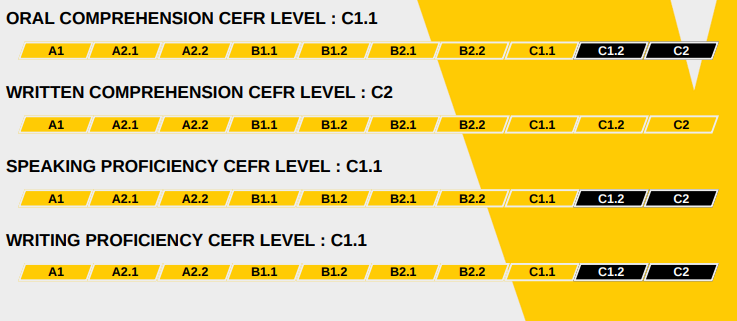 ORAL COMPREHENSION CEFR LEVEL : C1.1
A1 A2.1 A2.2 B1.1 B1.2 B2.1 B2.2 C1.1 C1.2 C2
WRITTEN COMPREHENSION CEFR LEVEL : C2
A1 A2.1 A2.2 B1.1 B1.2 B2.1 B2.2 C1.1 C1.2 C2
SPEAKING PROFICIENCY CEFR LEVEL : C1.1
A1 A2.1 A2.2 B1.1 B1.2 B2.1 B2.2 C1.1 C1.2 C2
WRITING PROFICIENCY CEFR LEVEL : C1.1
A1 A2.1 A2.2 B1.1 B1.2 B2.1 B2.2 C1.1 C1.2 C2